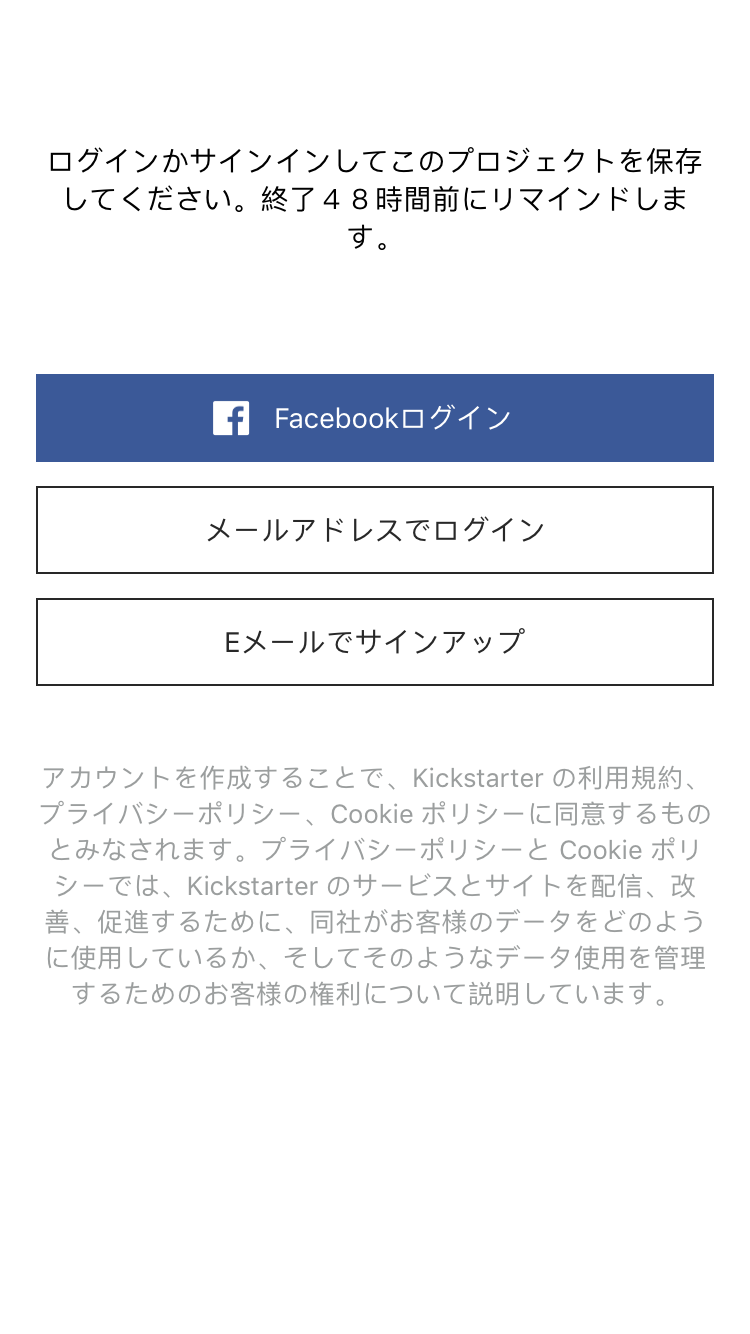 ログインかサインインしてこのプロジェクトを保存
してください。終了４８時間前にリマインドしま
す。
Facebookログイン
メールアドレスでログイン
Eメールでサインアップ
アカウントを作成することで、Kickstarter の利用規約、
プライバシーポリシー、Cookie ポリシーに同意するもの
とみなされます。プライバシーポリシーと Cookie ポリ
シーでは、Kickstarter のサービスとサイトを配信、改
善、促進するために、同社がお客様のデータをどのよう
に使用しているか、そしてそのようなデータ使用を管理
するためのお客様の権利について説明しています。